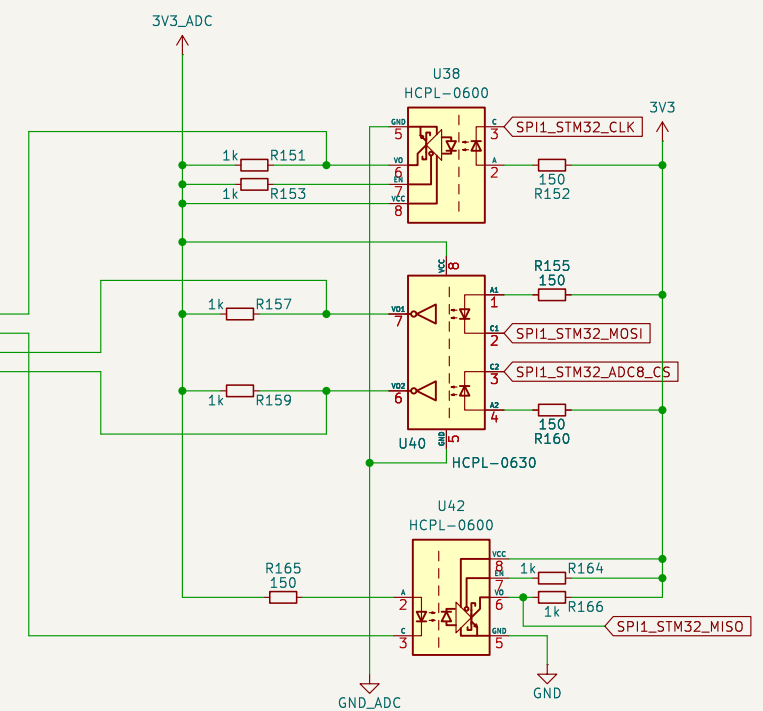 3V3_ADC
U38
HCPL-0600
3V3
GND
5
C
3
SPI1_STM32_CLK
1k
R151
VO
6
A
2
150
R152
EN
7
1k
R153
VCC
8
VCC
8
R155
150
A1
1
1k
R157
VO1
7
C1
2
SPI1_STM32_MOSI
C2
3
SPI1_STM32_ADC8_CS
1k
R159
VO2
6
A2
4
150
R160
U40
GND
5
HCPL-0630
U42
HCPL-0600
VCC
8
R165
150
EN
7
1k
R164
A
2
VO
6
1k
R166
SPI1_STM32_MISO
C
3
GND
5
GND_ADC
GND